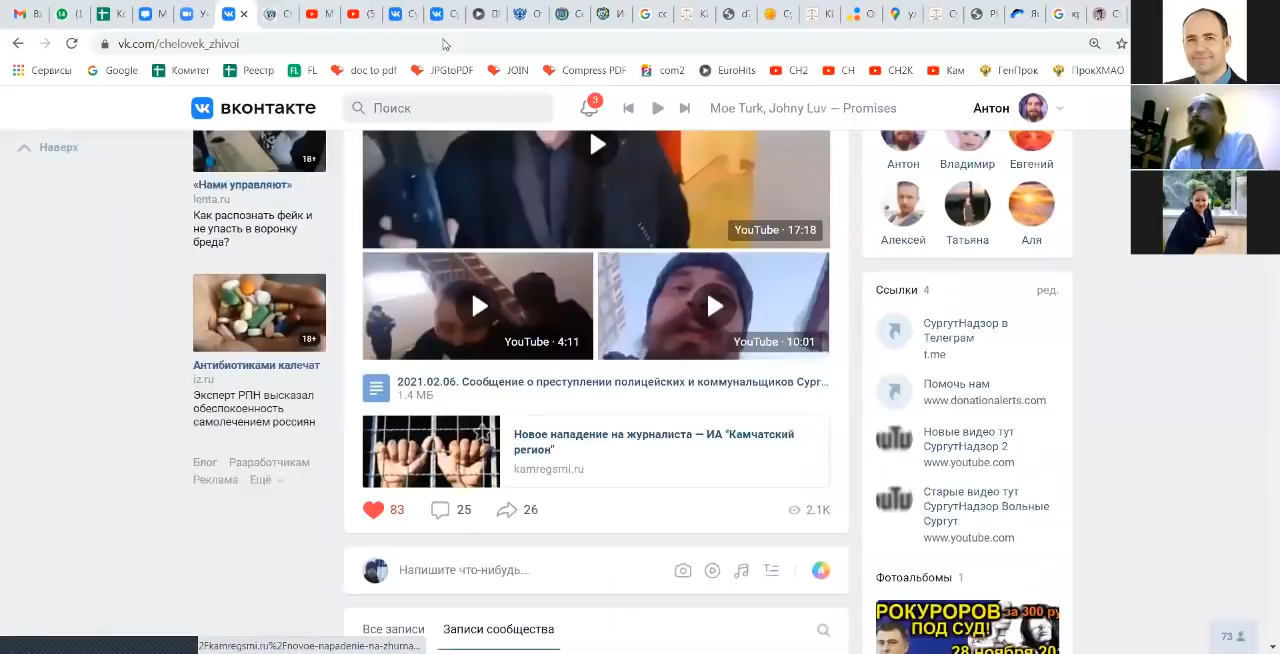 vk.com/chelovek_zhivoi
Сервисы
Google
Комитет
Реестр
FL
doc to pdf
JPGtoPDF
JOIN
Compress PDF
com2
EuroHits
CH2
CH
CH2K
Кам
ГенПрок
ПрокХМАО
вконтакте
Поиск
3
Moe Turk, Johny Luv — Promises
Антон
Наверх
18+
«Нами управляют»
lenta.ru
Как распознать фейк и
не упасть в воронку
бреда?
18+
Антибиотиками калечат
iz.ru
Эксперт РПН высказал
обеспокоенность
самолечением россиян
Блог Разработчикам
Реклама Ещё
YouTube · 17:18
YouTube · 4:11
YouTube · 10:01
2021.02.06. Сообщение о преступлении полицейских и коммунальщиков Сург...
1.4 МБ
Новое нападение на журналиста — ИА "Камчатский
регион"
kamregsmi.ru
83
25
26
2.1K
Напишите что-нибудь...
Все записи
Записи сообщества
Антон
Владимир
Евгений
Алексей
Татьяна
Аля
Ссылки 4
ред.
СургутНадзор в
Телеграм
t.me
Помочь нам
www.donationalerts.com
Новые видео тут
СургутНадзор 2
www.youtube.com
Старые видео тут
СургутНадзор Вольные
Сургут.
www.youtube.com
Фотоальбомы 1
РОКУРОРОВ за 300 ру
ПОД СУД!
28 ноября 20
73
2Fkamregsmi.ru%2Fnovoe-napadenie-na-zhurna...